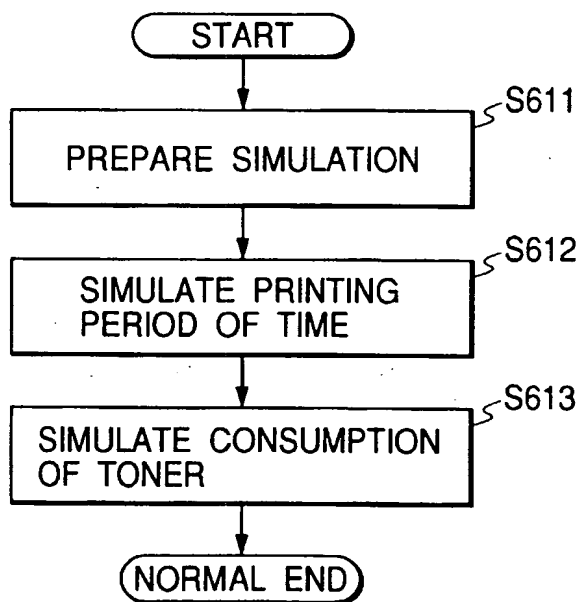 START
S611
PREPARE SIMULATION
S612
SIMULATE PRINTING
PERIOD OF TIME
S613
SIMULATE CONSUMPTION
OF TONER
NORMAL END